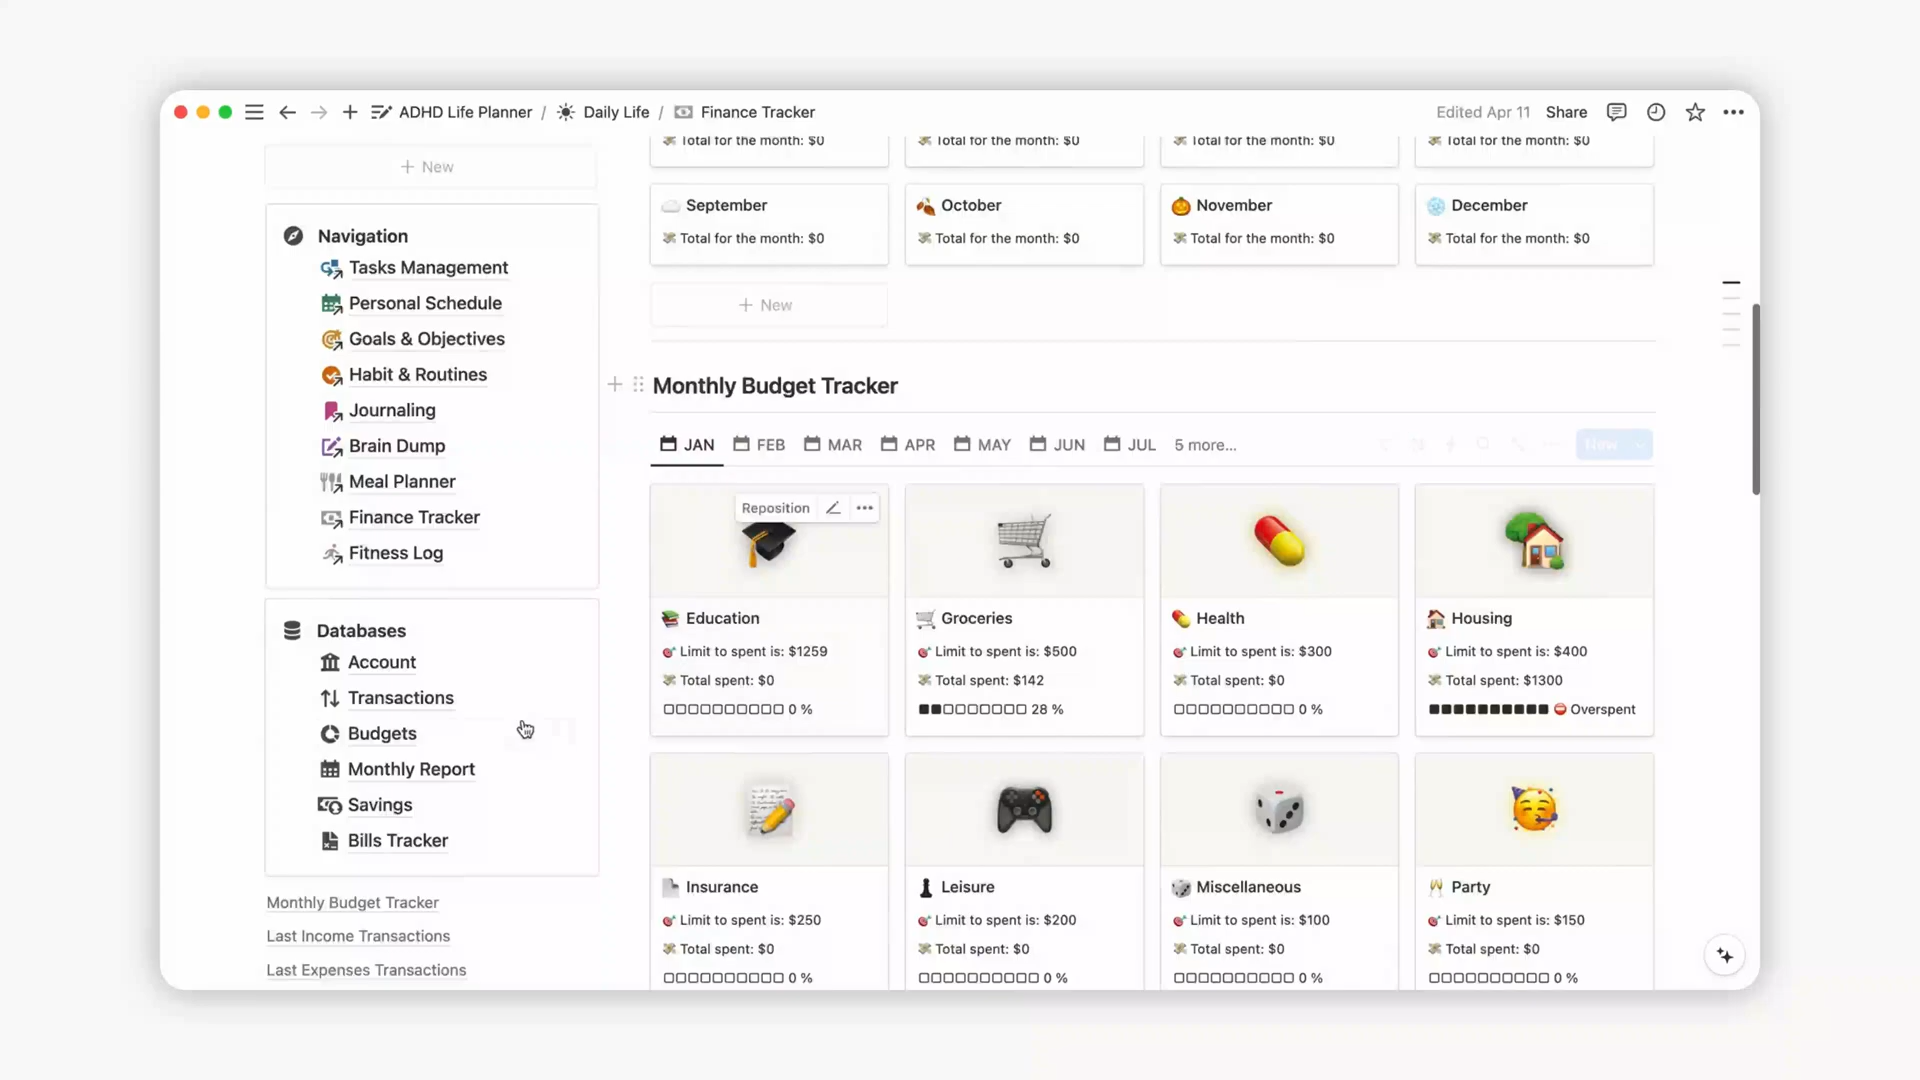 ADHD Life Planner / Daily Life / Finance Tracker
Edited Apr 11 Share
+ New
Navigation
Tasks Management
Personal Schedule
Goals & Objectives
Habit & Routines
Journaling
Brain Dump
Meal Planner
Finance Tracker
Fitness Log
Databases
Account
Transactions
Budgets
Monthly Report
Savings
Bills Tracker
Monthly Budget Tracker
Last Income Transactions
Last Expenses Transactions
Total for the month: $0
Total for the month: $0
Total for the month: $0
Total for the month: $0
September
Total for the month: $0
October
Total for the month: $0
November
Total for the month: $0
December
Total for the month: $0
+ New
Monthly Budget Tracker
JAN FEB MAR APR MAY JUN JUL 5 more...
New
Reposition
Education
Limit to spent is: $1259
Total spent: $0
0 %
Groceries
Limit to spent is: $500
Total spent: $142
28 %
Health
Limit to spent is: $300
Total spent: $0
0 %
Housing
Limit to spent is: $400
Total spent: $1300
Overspent
Insurance
Limit to spent is: $250
Total spent: $0
0 %
Leisure
Limit to spent is: $200
Total spent: $0
0 %
Miscellaneous
Limit to spent is: $100
Total spent: $0
0 %
Party
Limit to spent is: $150
Total spent: $0
0 %